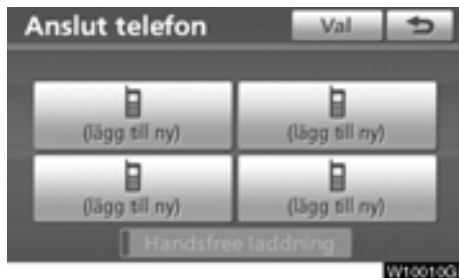 Anslut telefon Val
(lägg till ny) (lägg till ny)
(lägg till ny) (lägg till ny)
Handsfree laddning
W10010G